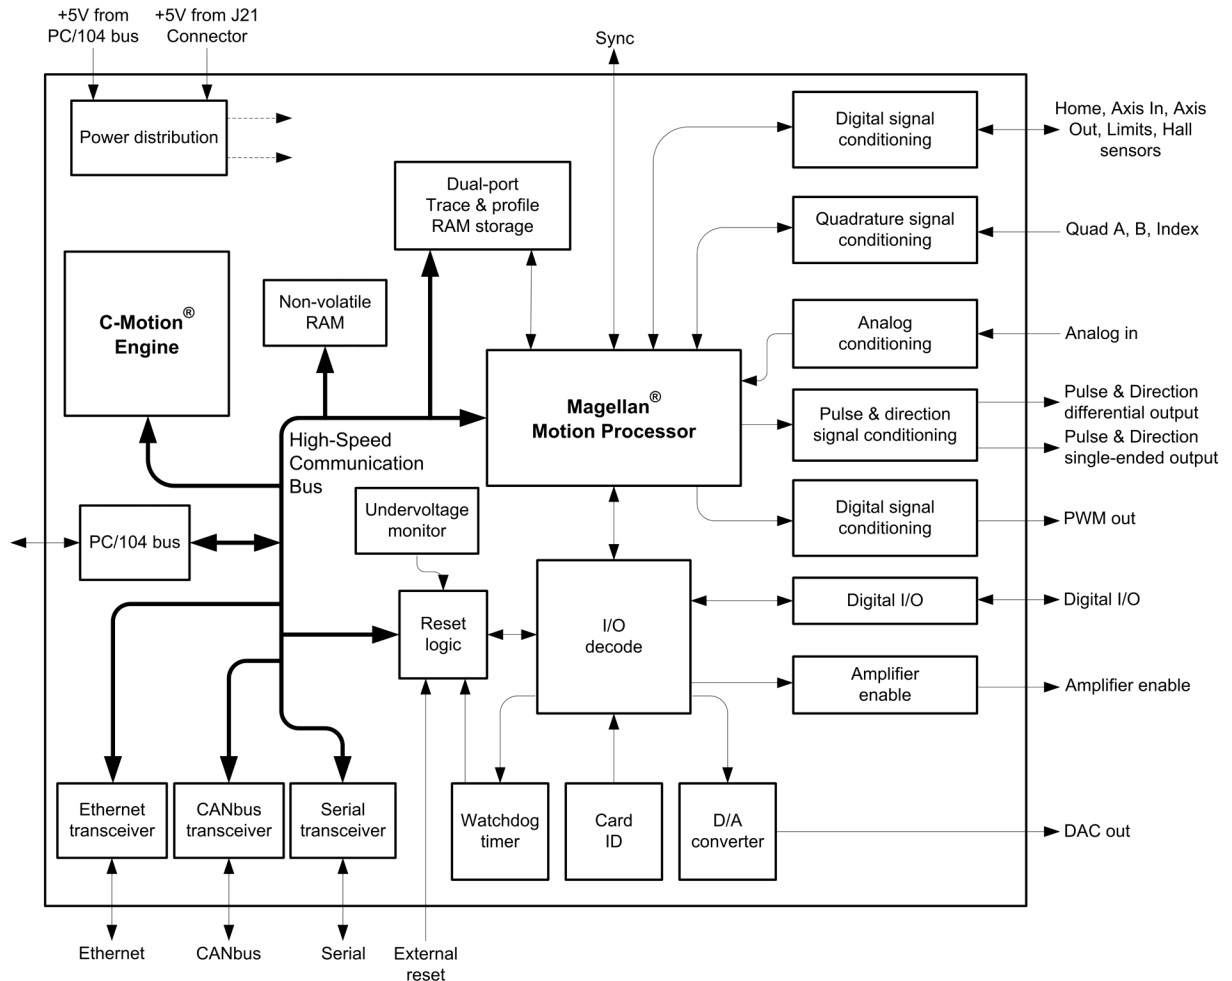 +5V from
PC/104 bus
+5V from J21
Connector
Sync
Power distribution
Digital signal
conditioning
Home, Axis In, Axis
Out, Limits, Hall
sensors
Dual-port
Trace & profile
RAM storage
Quadrature signal
conditioning
Quad A, B, Index
C-Motion®
Engine
Non-volatile
RAM
Analog
conditioning
Analog in
Magellan®
Motion Processor
Pulse & direction
signal conditioning
Pulse & Direction
differential output
Pulse & Direction
single-ended output
High-Speed
Communication
Bus
Undervoltage
monitor
Digital signal
conditioning
PWM out
PC/104 bus
Reset
logic
I/O
decode
Digital I/O
Digital I/O
Amplifier
enable
Amplifier enable
Ethernet
transceiver
CANbus
transceiver
Serial
transceiver
Watchdog
timer
Card
ID
D/A
converter
DAC out
Ethernet
CANbus
Serial
External
reset